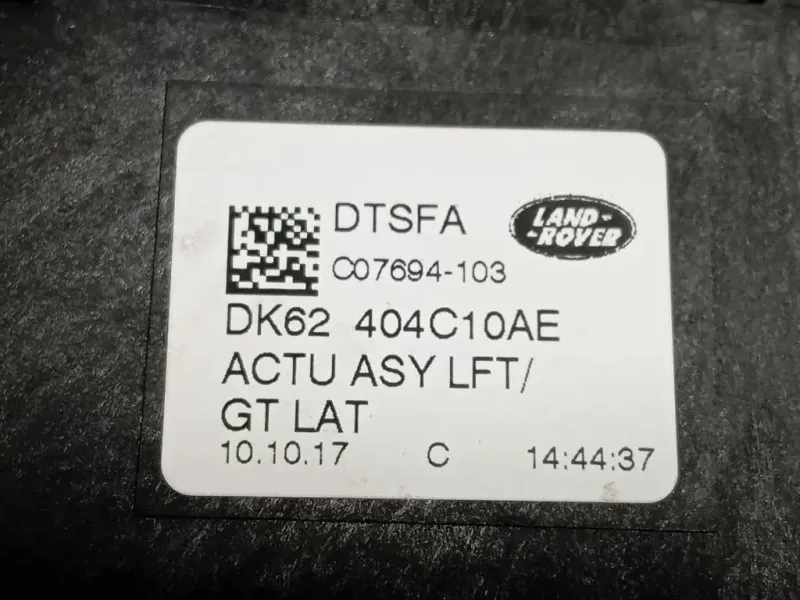 DTSFA
LAND-
-ROVER
C07694-103
DK62 404C10AE
ACTU ASY LFT/
GT LAT
10.10.17 C 14:44:37